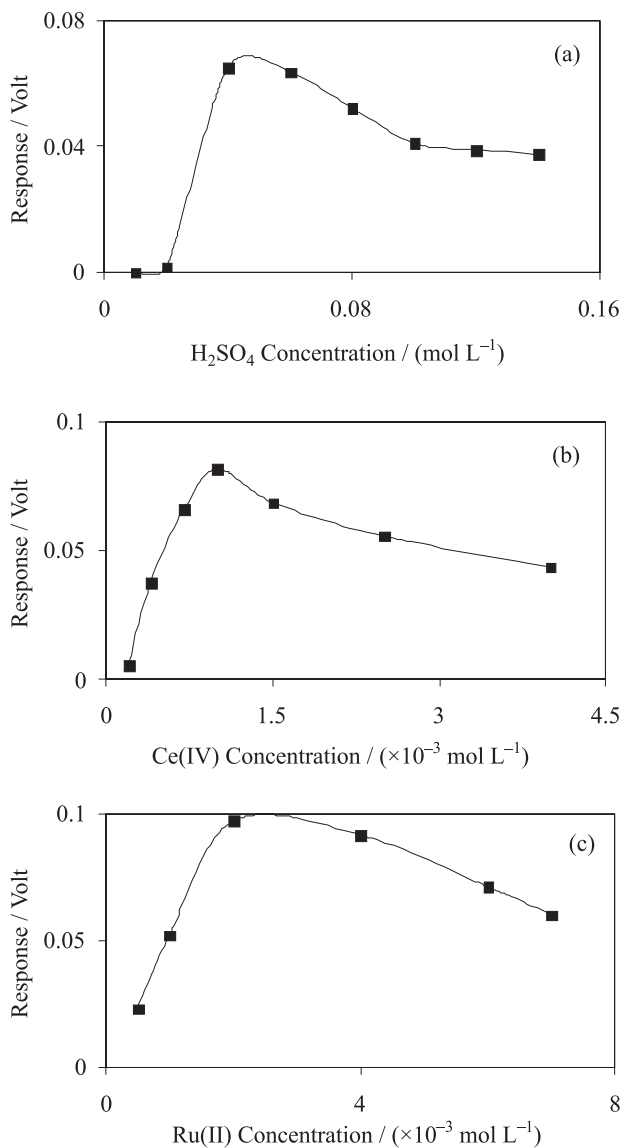 0.08
(a)
Response / Volt
0.04
0
0 0.08 0.16
H₂SO₄ Concentration / (mol L⁻¹)
0.1
(b)
Response / Volt
0.05
0
0 1.5 3 4.5
Ce(IV) Concentration / (×10⁻³ mol L⁻¹)
0.1
(c)
Response / Volt
0.05
0
0 4 8
Ru(II) Concentration / (×10⁻³ mol L⁻¹)